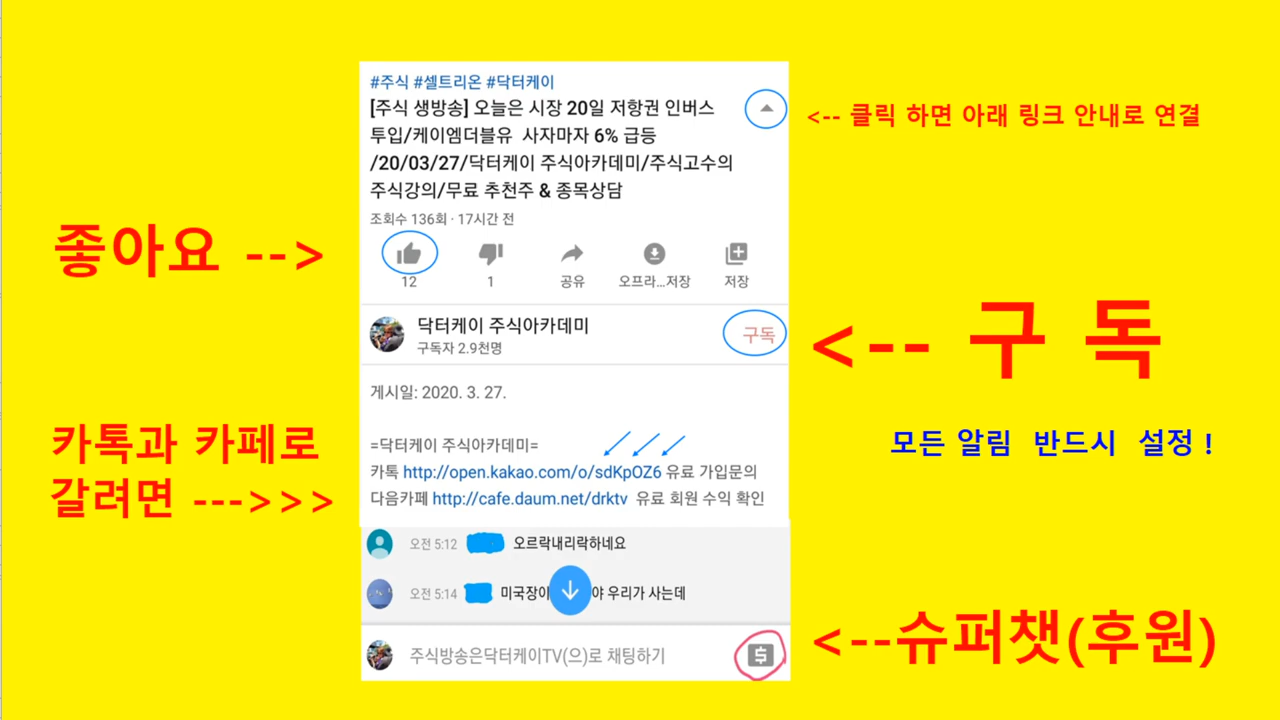 #주식 #셀트리온 #닥터케이
[주식 생방송] 오늘은 시장 20일 저항권 인버스
투입/케이엠더블유 사자마자 6% 급등
/20/03/27/닥터케이 주식아카데미/주식고수의
주식강의/무료 추천주 & 종목상담
조회수 136회 · 17시간 전
<-- 클릭 하면 아래 링크 안내로 연결
좋아요 -->
12
1
공유
오프라...저장
저장
닥터케이 주식아카데미
구독자 2.9천명
구독
<-- 구 독
모든 알림 반드시 설정 !
게시일: 2020. 3. 27.
카톡과 카페로
갈려면 --->>>
=닥터케이 주식아카데미=
카톡 http://open.kakao.com/o/sdKpOZ6 유료 가입문의
다음카페 http://cafe.daum.net/drktv 유료 회원 수익 확인
오전 5:12 오르락내리락하네요
오전 5:14 미국장이 야 우리가 사는데
주식방송은닥터케이TV(으)로 채팅하기
<--슈퍼챗(후원)